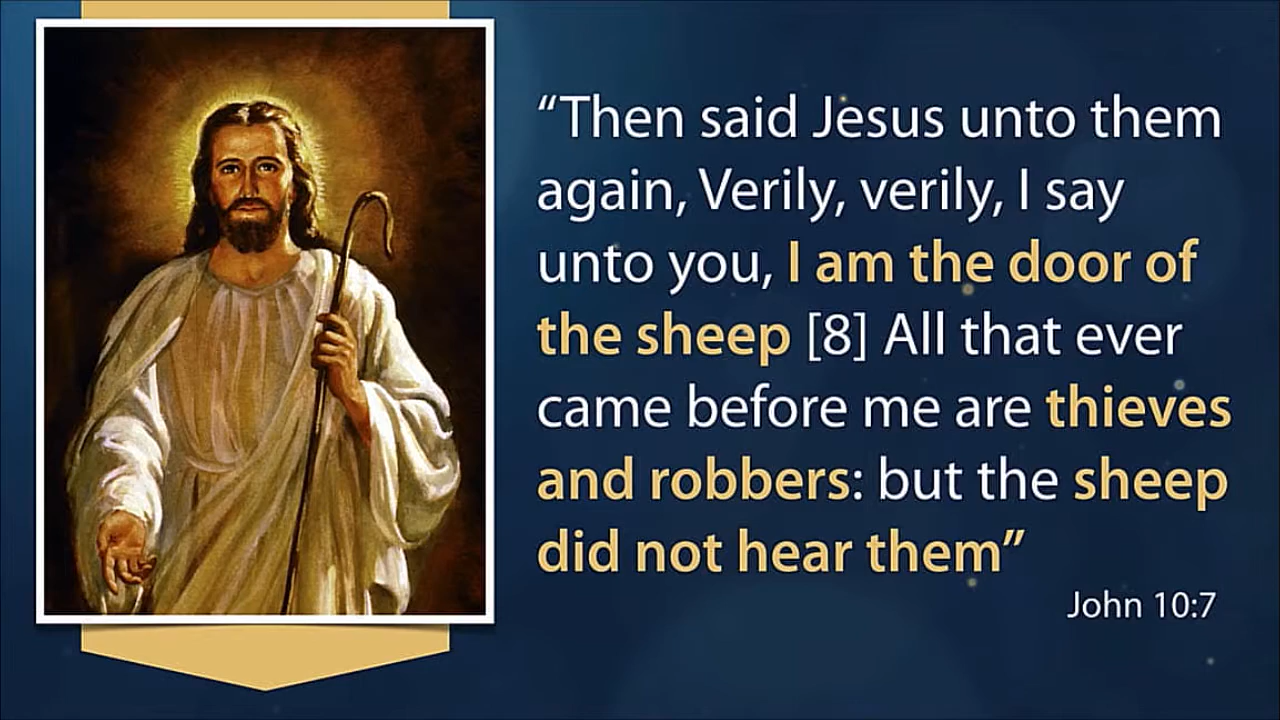 “Then said Jesus unto them
again, Verily, verily, I say
unto you, I am the door of
the sheep [8] All that ever
came before me are thieves
and robbers: but the sheep
did not hear them”
John 10:7